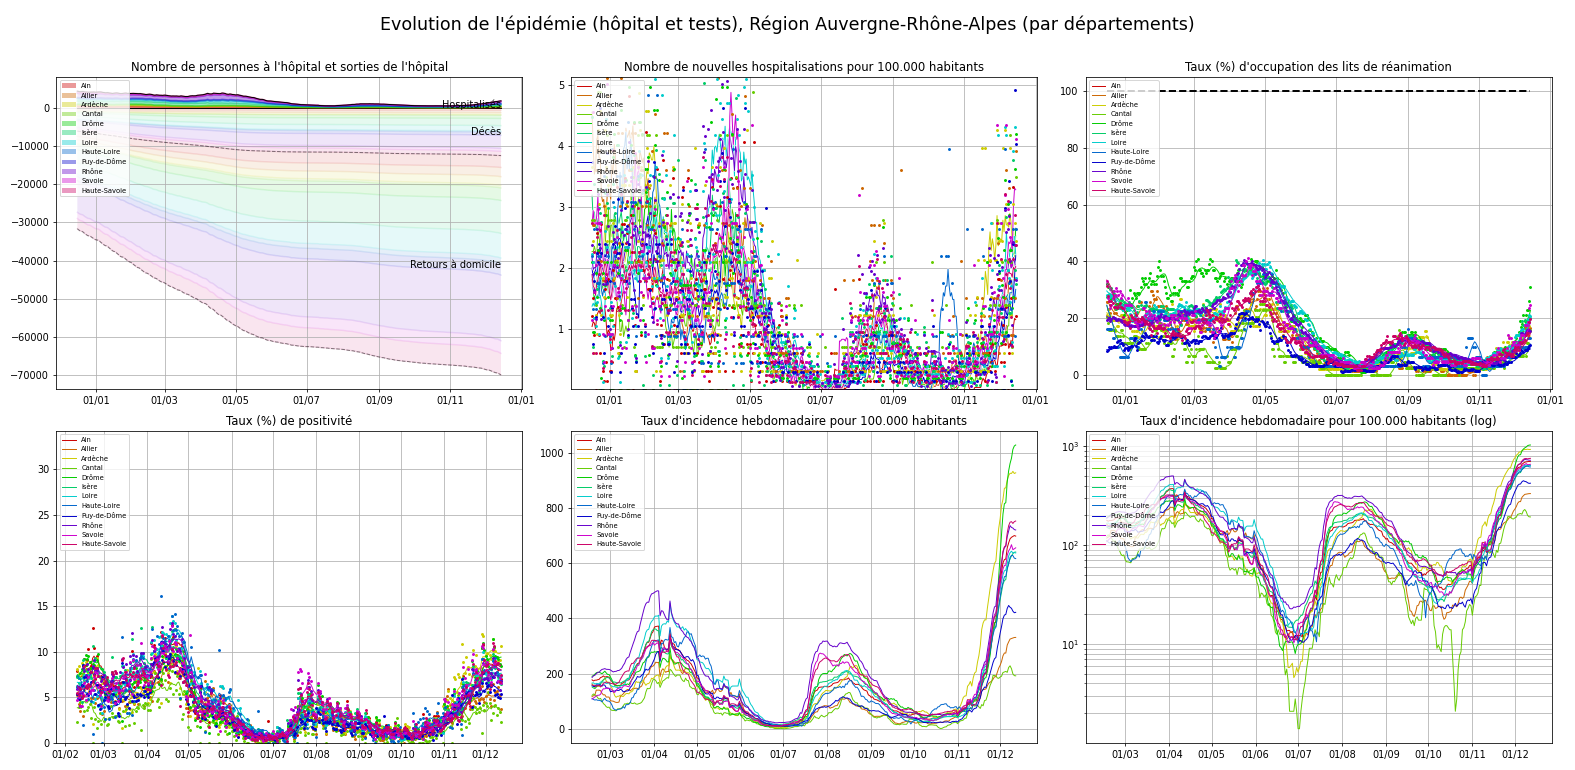 Evolution de l'épidémie (hôpital et tests), Région Auvergne-Rhône-Alpes (par départements)
Nombre de personnes à l'hôpital et sorties de l'hôpital
0
−10000
−20000
−30000
−40000
−50000
−60000
−70000
Ain
Allier
Ardèche
Cantal
Drôme
Isère
Loire
Haute-Loire
Puy-de-Dôme
Rhône
Savoie
Haute-Savoie
Hospitalisés
Décès
Retours à domicile
01/01 01/03 01/05 01/07 01/09 01/11 01/01
Nombre de nouvelles hospitalisations pour 100.000 habitants
5
4
3
2
1
Ain
Allier
Ardèche
Cantal
Drôme
Isère
Loire
Haute-Loire
Puy-de-Dôme
Rhône
Savoie
Haute-Savoie
01/01 01/03 01/05 01/07 01/09 01/11 01/01
Taux (%) d'occupation des lits de réanimation
100
80
60
40
20
0
Ain
Allier
Ardèche
Cantal
Drôme
Isère
Loire
Haute-Loire
Puy-de-Dôme
Rhône
Savoie
Haute-Savoie
01/01 01/03 01/05 01/07 01/09 01/11 01/01
Taux (%) de positivité
30
25
20
15
10
5
0
Ain
Allier
Ardèche
Cantal
Drôme
Isère
Loire
Haute-Loire
Puy-de-Dôme
Rhône
Savoie
Haute-Savoie
01/02 01/03 01/04 01/05 01/06 01/07 01/08 01/09 01/10 01/11 01/12
Taux d'incidence hebdomadaire pour 100.000 habitants
1000
800
600
400
200
0
Ain
Allier
Ardèche
Cantal
Drôme
Isère
Loire
Haute-Loire
Puy-de-Dôme
Rhône
Savoie
Haute-Savoie
01/03 01/04 01/05 01/06 01/07 01/08 01/09 01/10 01/11 01/12
Taux d'incidence hebdomadaire pour 100.000 habitants (log)
10³
10²
10¹
Ain
Allier
Ardèche
Cantal
Drôme
Isère
Loire
Haute-Loire
Puy-de-Dôme
Rhône
Savoie
Haute-Savoie
01/03 01/04 01/05 01/06 01/07 01/08 01/09 01/10 01/11 01/12